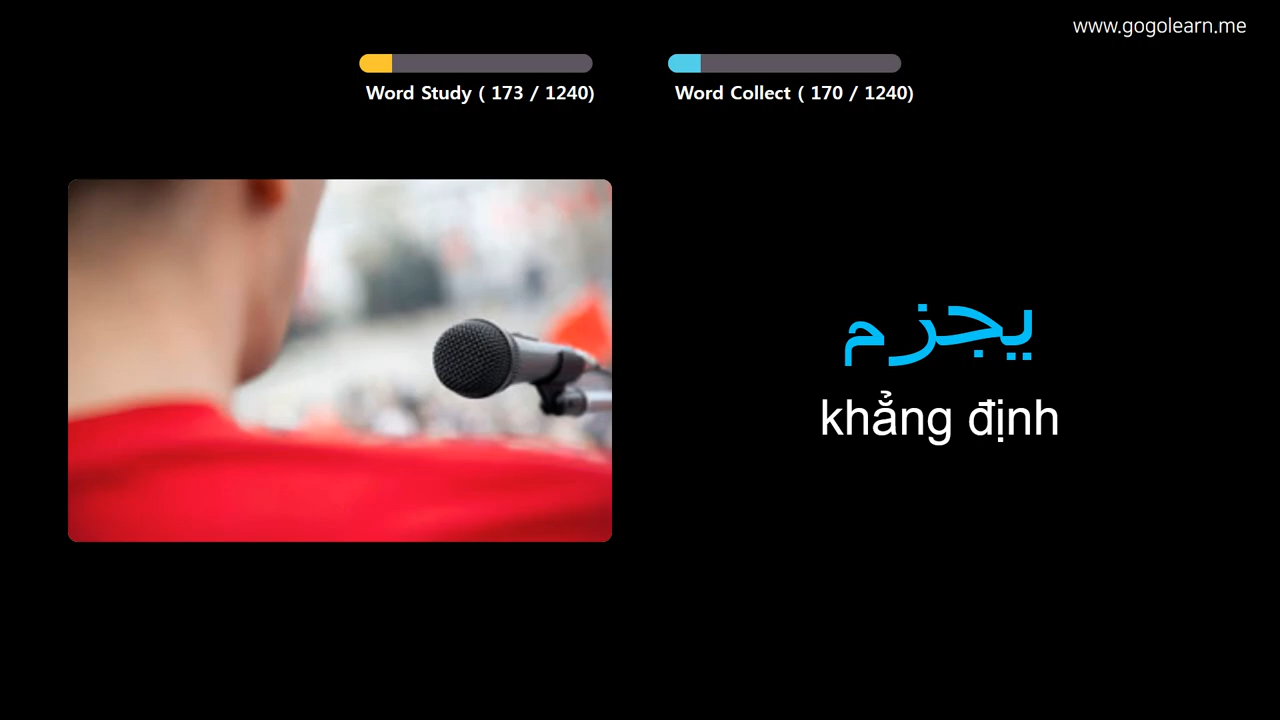 www.gogolearn.me
Word Study ( 173 / 1240)
Word Collect ( 170 / 1240)
يجزم
khẳng định